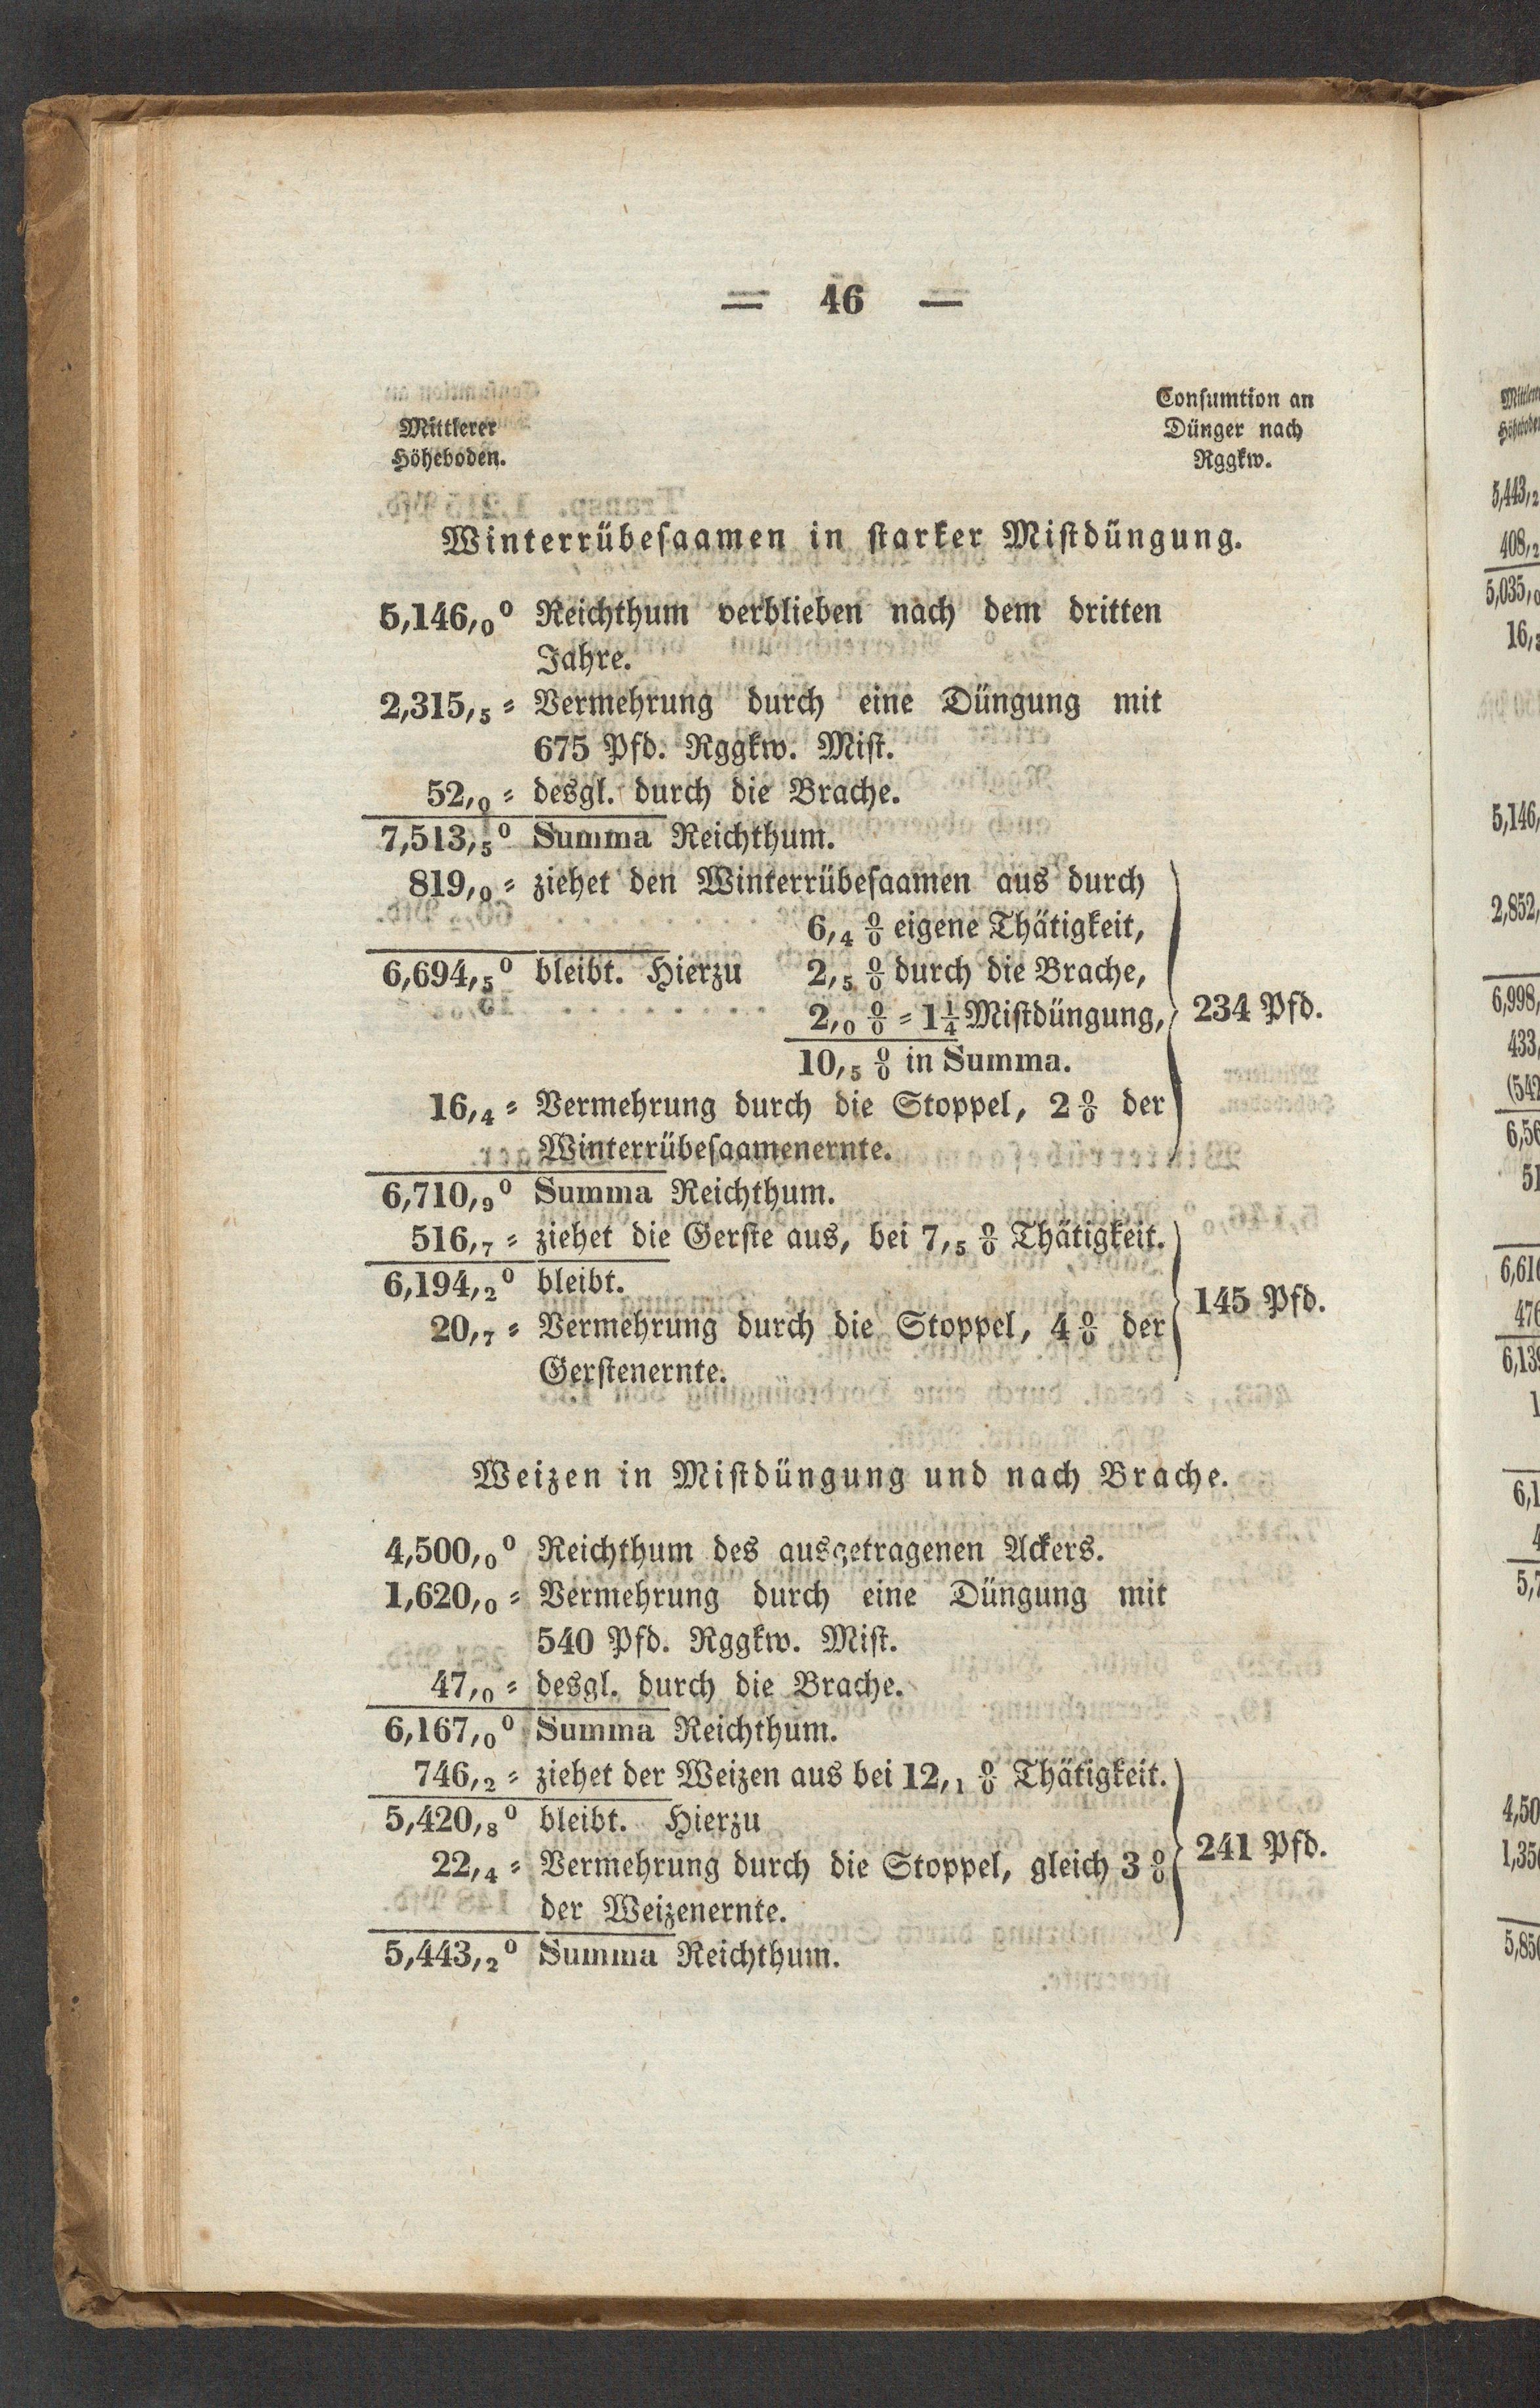 — 46 —
Consumtion an
Mittlerer Dünger nach
Höheboden. Rggkw.
Winterrübesaamen in starker Mistdüngung.
5,146,₀⁰ Reichthum verblieben nach dem dritten
Jahre.
2,315,₅ = Vermehrung durch eine Düngung mit
675 Pfd. Rggkw. Mist.
52,₀ = desgl. durch die Brache.
7,513,₅⁰ Summa Reichthum.
819,₀ = ziehet den Winterrübesaamen aus durch
6,₄ % eigene Thätigkeit,
6,694,₅⁰ bleibt. Hierzu 2,₅ % durch die Brache,
2,₀ % = 1¼ Mistdüngung, 234 Pfd.
10,₅ % in Summa.
16,₄ = Vermehrung durch die Stoppel, 2 % der
Winterrübesaamenernte.
6,710,₉⁰ Summa Reichthum.
516,₇ = ziehet die Gerste aus, bei 7,₅ % Thätigkeit.
6,194,₂⁰ bleibt.
145 Pfd.
20,₇ = Vermehrung durch die Stoppel, 4 % der
Gerstenernte.
Weizen in Mistdüngung und nach Brache.
4,500,₀⁰ Reichthum des ausgetragenen Ackers.
1,620,₀ = Vermehrung durch eine Düngung mit
540 Pfd. Rggkw. Mist.
47,₀ = desgl. durch die Brache.
6,167,₀⁰ Summa Reichthum.
746,₂ = ziehet der Weizen aus bei 12,₁ % Thätigkeit.
5,420,₈⁰ bleibt. Hierzu
241 Pfd.
22,₄ = Vermehrung durch die Stoppel, gleich 3 %
der Weizenernte.
5,443,₂⁰ Summa Reichthum.